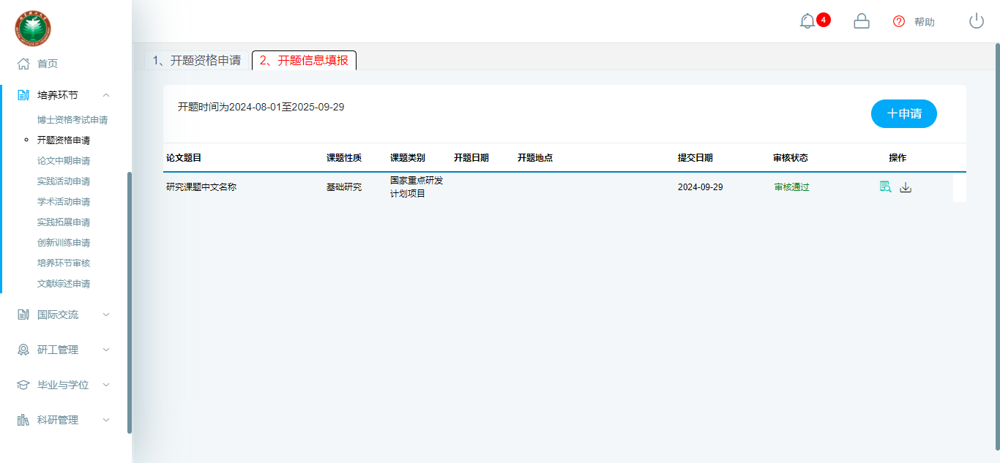 4
帮助
首页
1、开题资格申请
2、开题信息填报
培养环节
博士资格考试申请
开题资格申请
论文中期申请
实践活动申请
学术活动申请
实践拓展申请
创新训练申请
培养环节审核
文献综述申请
国际交流
研工管理
毕业与学位
科研管理
开题时间为2024-08-01至2025-09-29
十申请
论文题目 课题性质 课题类别 开题日期 开题地点 提交日期 审核状态 操作
研究课题中文名称 基础研究 国家重点研发 2024-09-29 审核通过
计划项目